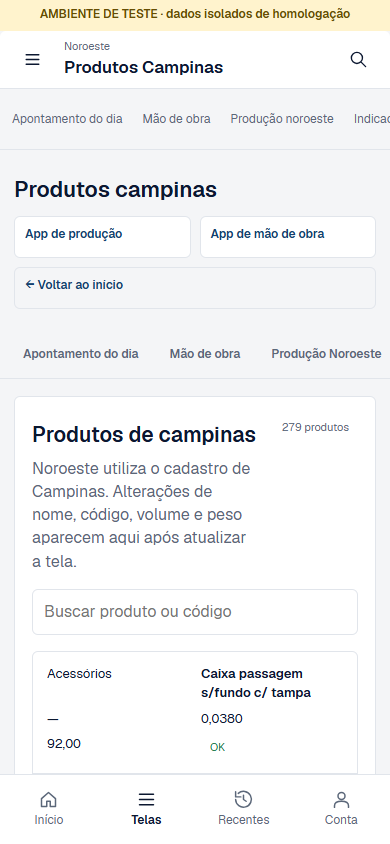 AMBIENTE DE TESTE · dados isolados de homologação
Noroeste
Produtos Campinas
Apontamento do dia Mão de obra Produção noroeste Indicad
Produtos campinas
App de produção
App de mão de obra
← Voltar ao início
Apontamento do dia Mão de obra Produção Noroeste
Produtos de campinas
279 produtos
Noroeste utiliza o cadastro de
Campinas. Alterações de
nome, código, volume e peso
aparecem aqui após atualizar
a tela.
Buscar produto ou código
Acessórios
Caixa passagem
s/fundo c/ tampa
—
0,0380
92,00
OK
Início Telas Recentes Conta